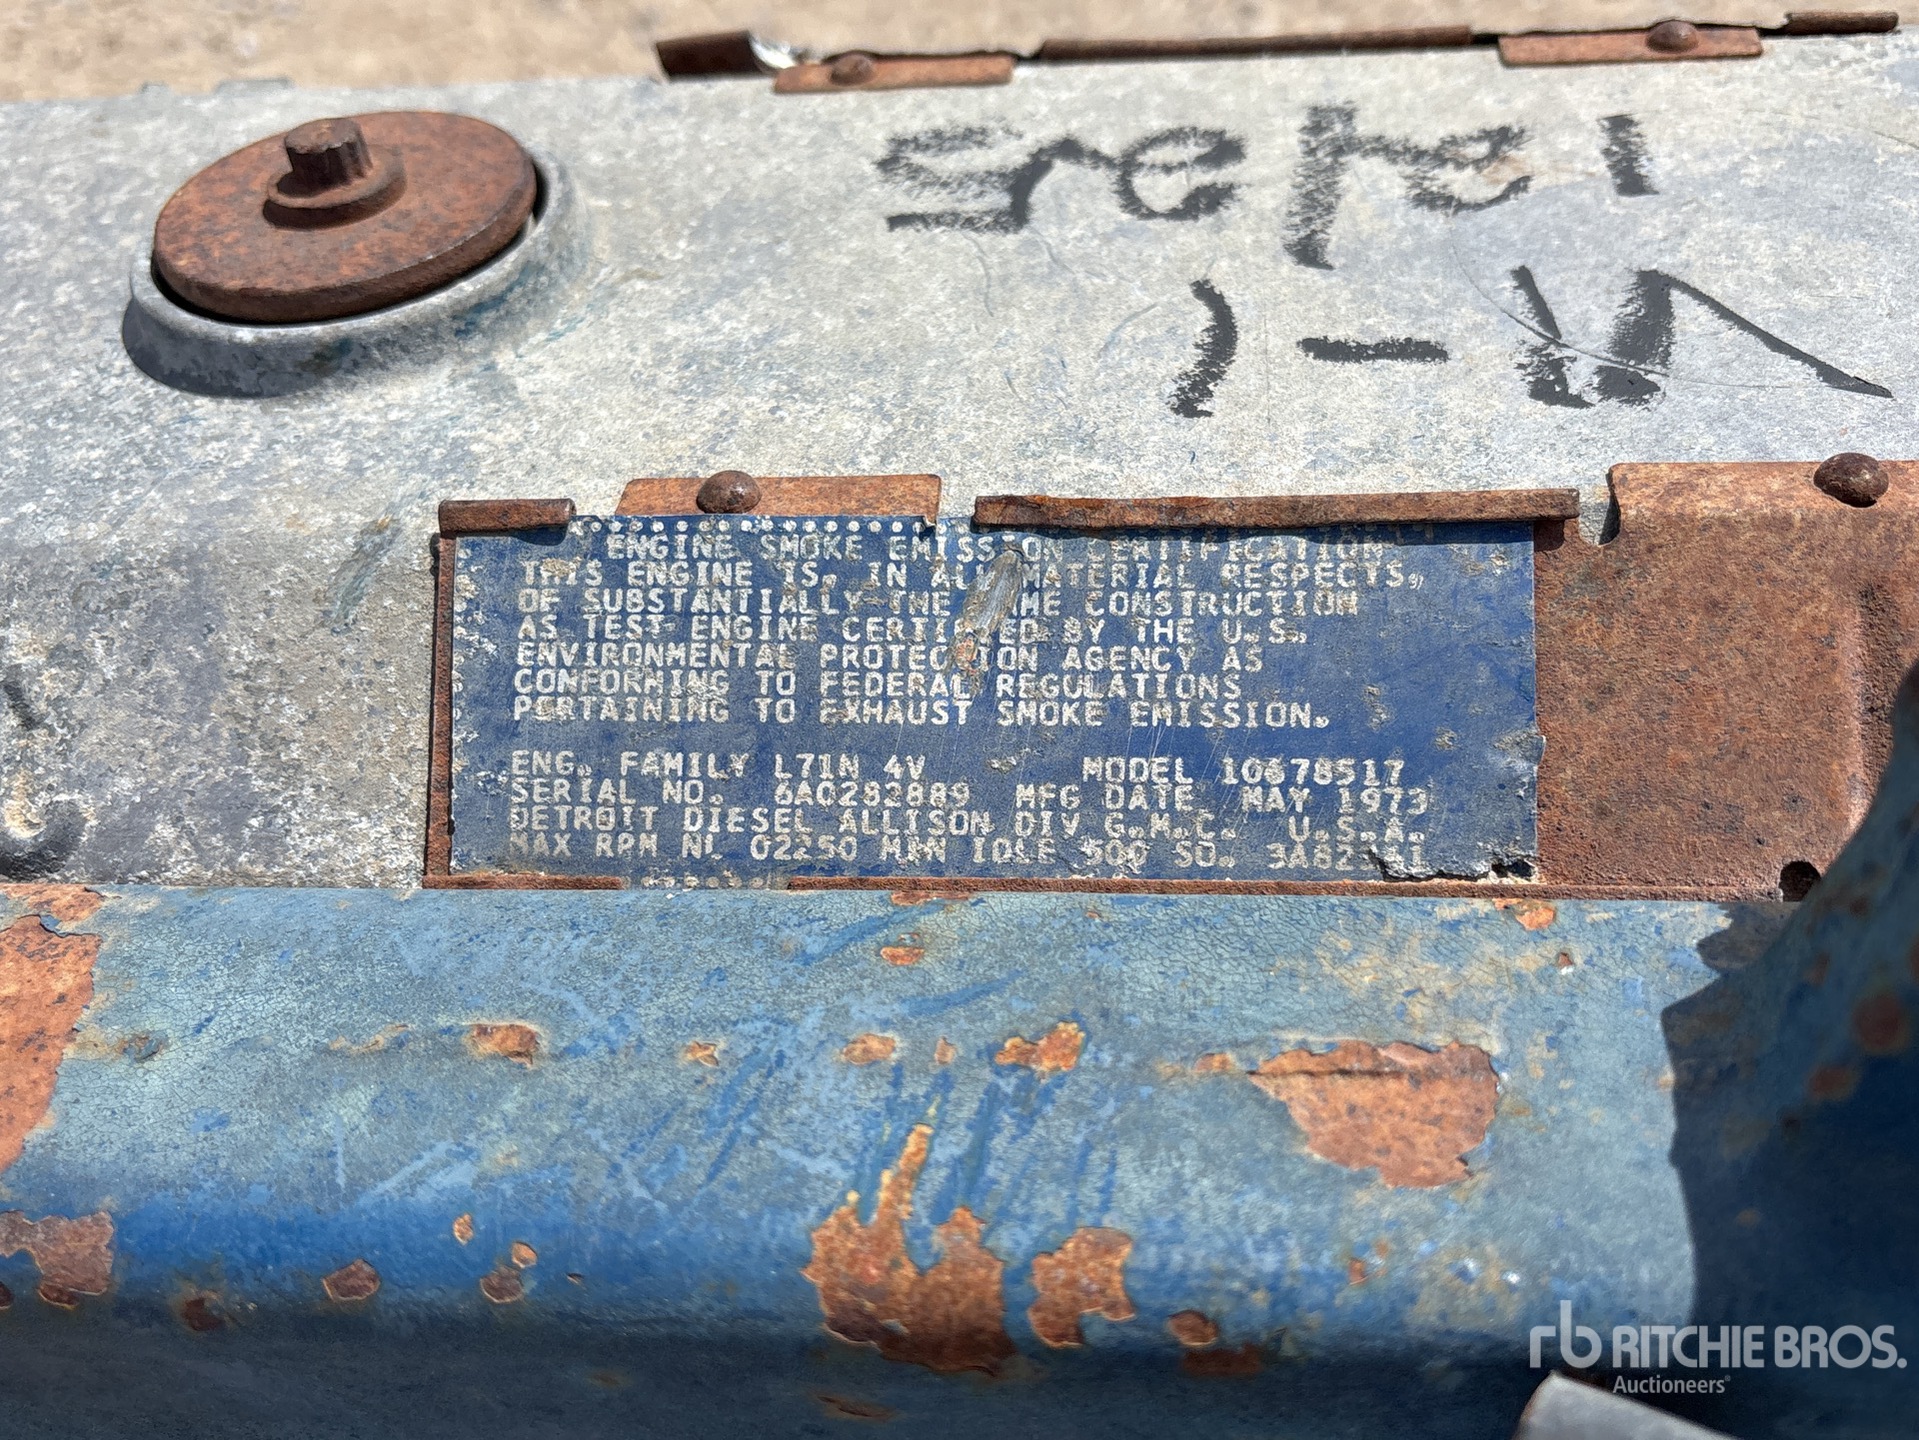 ENGINE SMOKE EMISSION CERTIFICATION
THIS ENGINE IS, IN ALL MATERIAL RESPECTS,
OF SUBSTANTIALLY THE SAME CONSTRUCTION
AS TEST ENGINE CERTIFIED BY THE U.S.
ENVIRONMENTAL PROTECTION AGENCY AS
CONFORMING TO FEDERAL REGULATIONS
PERTAINING TO EXHAUST SMOKE EMISSION.
ENG. FAMILY L71N 4V MODEL 10678517
SERIAL NO. 6A0282889 MFG DATE MAY 1973
DETROIT DIESEL ALLISON DIV G.M.C. U.S.A.
MAX RPM NL 02250 MIN IDLE 500 SO.
rb RITCHIE BROS.
Auctioneers®